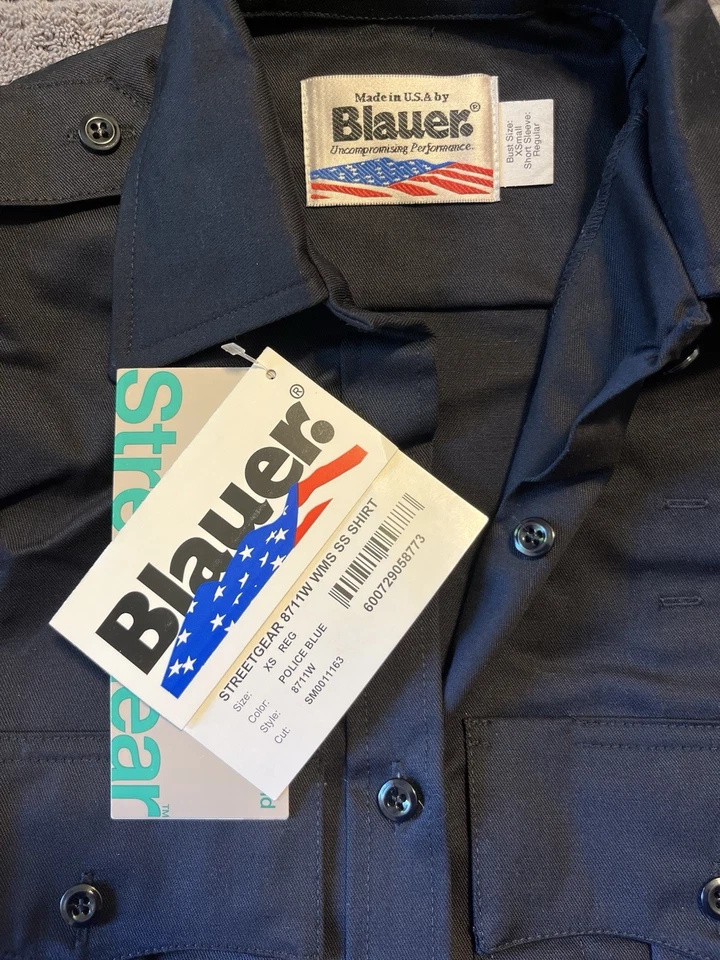 Made in U.S.A by
Blauer.®
Uncompromising Performance.
Bust Size:
XSmall
Short Sleeve:
Regular
Blauer.®
STREETGEAR 8711W WMS SS SHIRT
Size: XS REG
Color: POLICE BLUE
Style: 8711W
Cut: SM0011163
600729058773
Stre
ear™